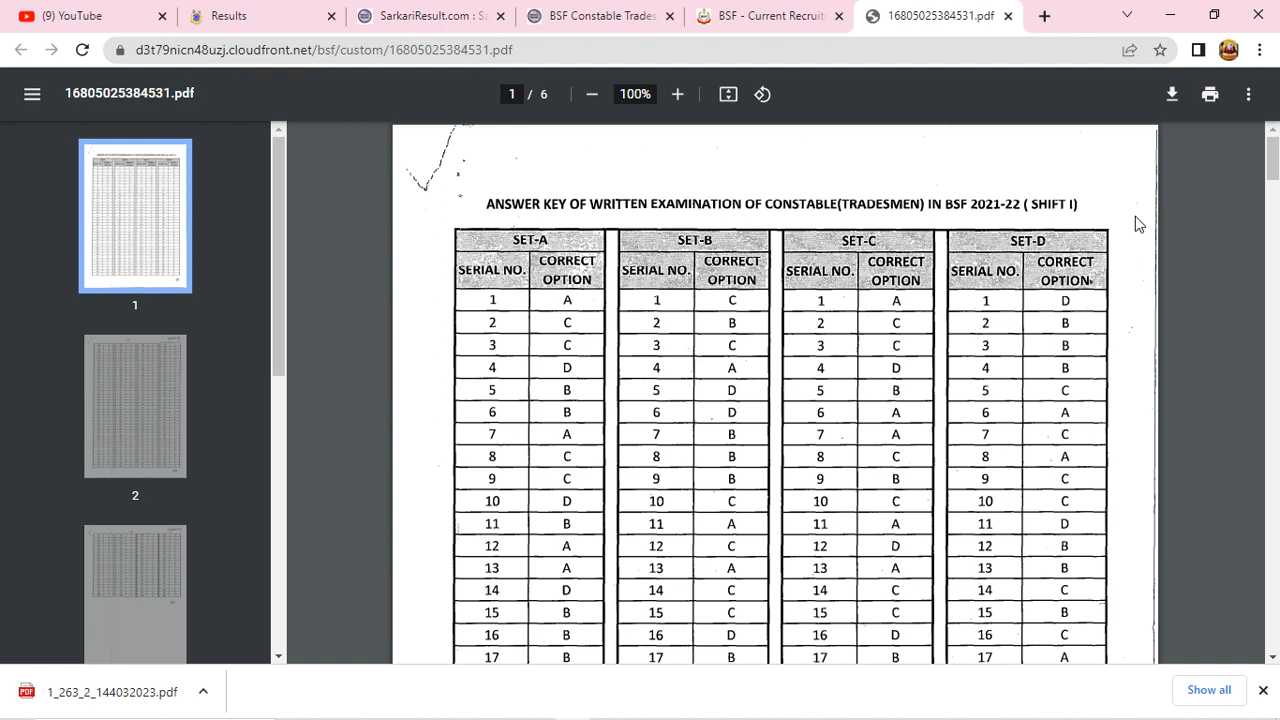 (9) YouTube
Results
SarkariResult.com : Sa
BSF Constable Trades
BSF - Current Recruit
16805025384531.pdf
d3t79nicn48uzj.cloudfront.net/bsf/custom/16805025384531.pdf
16805025384531.pdf
1 / 6
100%
1
2
ANSWER KEY OF WRITTEN EXAMINATION OF CONSTABLE(TRADESMEN) IN BSF 2021-22 ( SHIFT I)
SET-A SET-B SET-C SET-D
SERIAL NO. CORRECT OPTION SERIAL NO. CORRECT OPTION SERIAL NO. CORRECT OPTION SERIAL NO. CORRECT OPTION
1 A 1 C 1 A 1 D
2 C 2 B 2 C 2 B
3 C 3 C 3 C 3 B
4 D 4 A 4 D 4 B
5 B 5 D 5 B 5 C
6 B 6 D 6 A 6 A
7 A 7 B 7 A 7 C
8 C 8 B 8 C 8 A
9 C 9 B 9 B 9 C
10 D 10 C 10 C 10 C
11 B 11 A 11 A 11 D
12 A 12 C 12 D 12 B
13 A 13 A 13 A 13 B
14 D 14 C 14 C 14 C
15 B 15 C 15 C 15 B
16 B 16 D 16 D 16 C
17 B 17 B 17 B 17 A
1_263_2_144032023.pdf
Show all